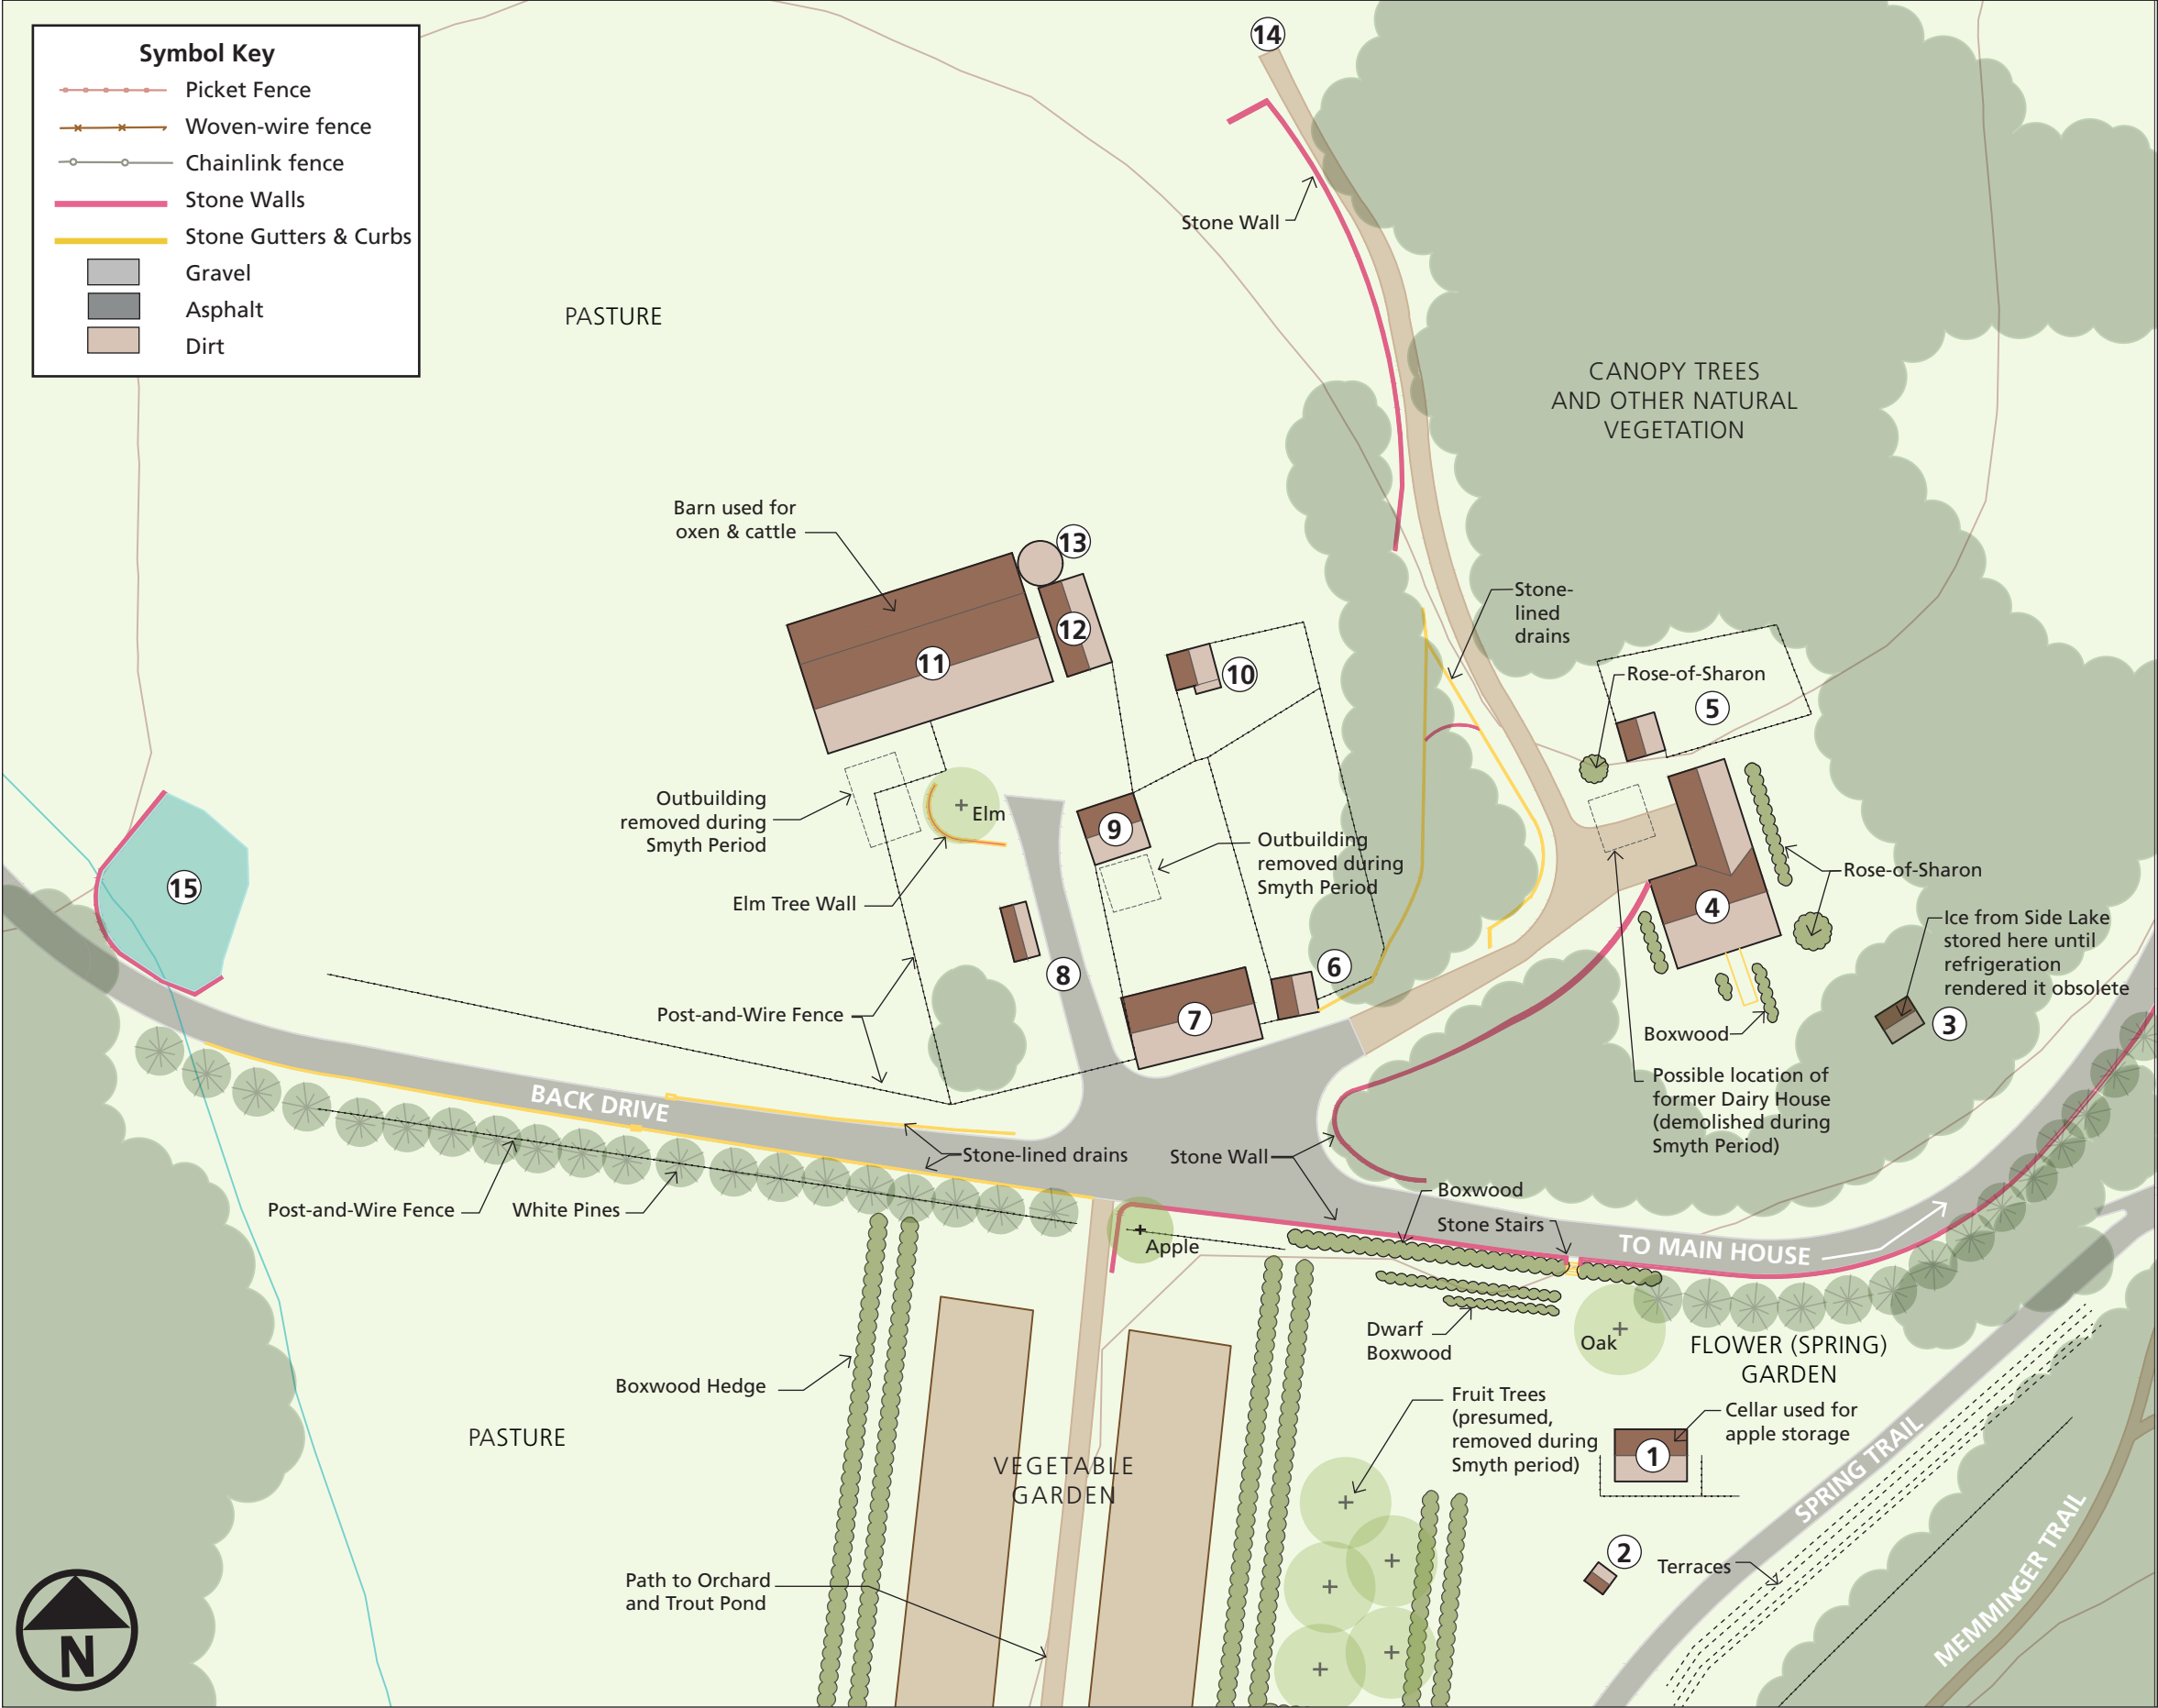 Symbol Key
Picket Fence
Woven-wire fence
Chainlink fence
Stone Walls
Stone Gutters & Curbs
Gravel
Asphalt
Dirt
14
Stone Wall
PASTURE
CANOPY TREES
AND OTHER NATURAL
VEGETATION
Barn used for
oxen & cattle
13
12
11
10
Stone-
lined
drains
Rose-of-Sharon
5
Outbuilding
removed during
Smyth Period
Elm
9
Outbuilding
removed during
Smyth Period
Rose-of-Sharon
15
Elm Tree Wall
4
Ice from Side Lake
stored here until
refrigeration
rendered it obsolete
8
6
Post-and-Wire Fence
7
3
Boxwood
Possible location of
former Dairy House
(demolished during
Smyth Period)
BACK DRIVE
Stone-lined drains
Stone Wall
Post-and-Wire Fence
White Pines
Boxwood
Stone Stairs
Apple
TO MAIN HOUSE
Dwarf
Boxwood
Oak
FLOWER (SPRING)
GARDEN
Boxwood Hedge
Fruit Trees
(presumed,
removed during
Smyth period)
Cellar used for
apple storage
1
PASTURE
VEGETABLE
GARDEN
SPRING TRAIL
2
Terraces
Path to Orchard
and Trout Pond
MEMMINGER TRAIL
N